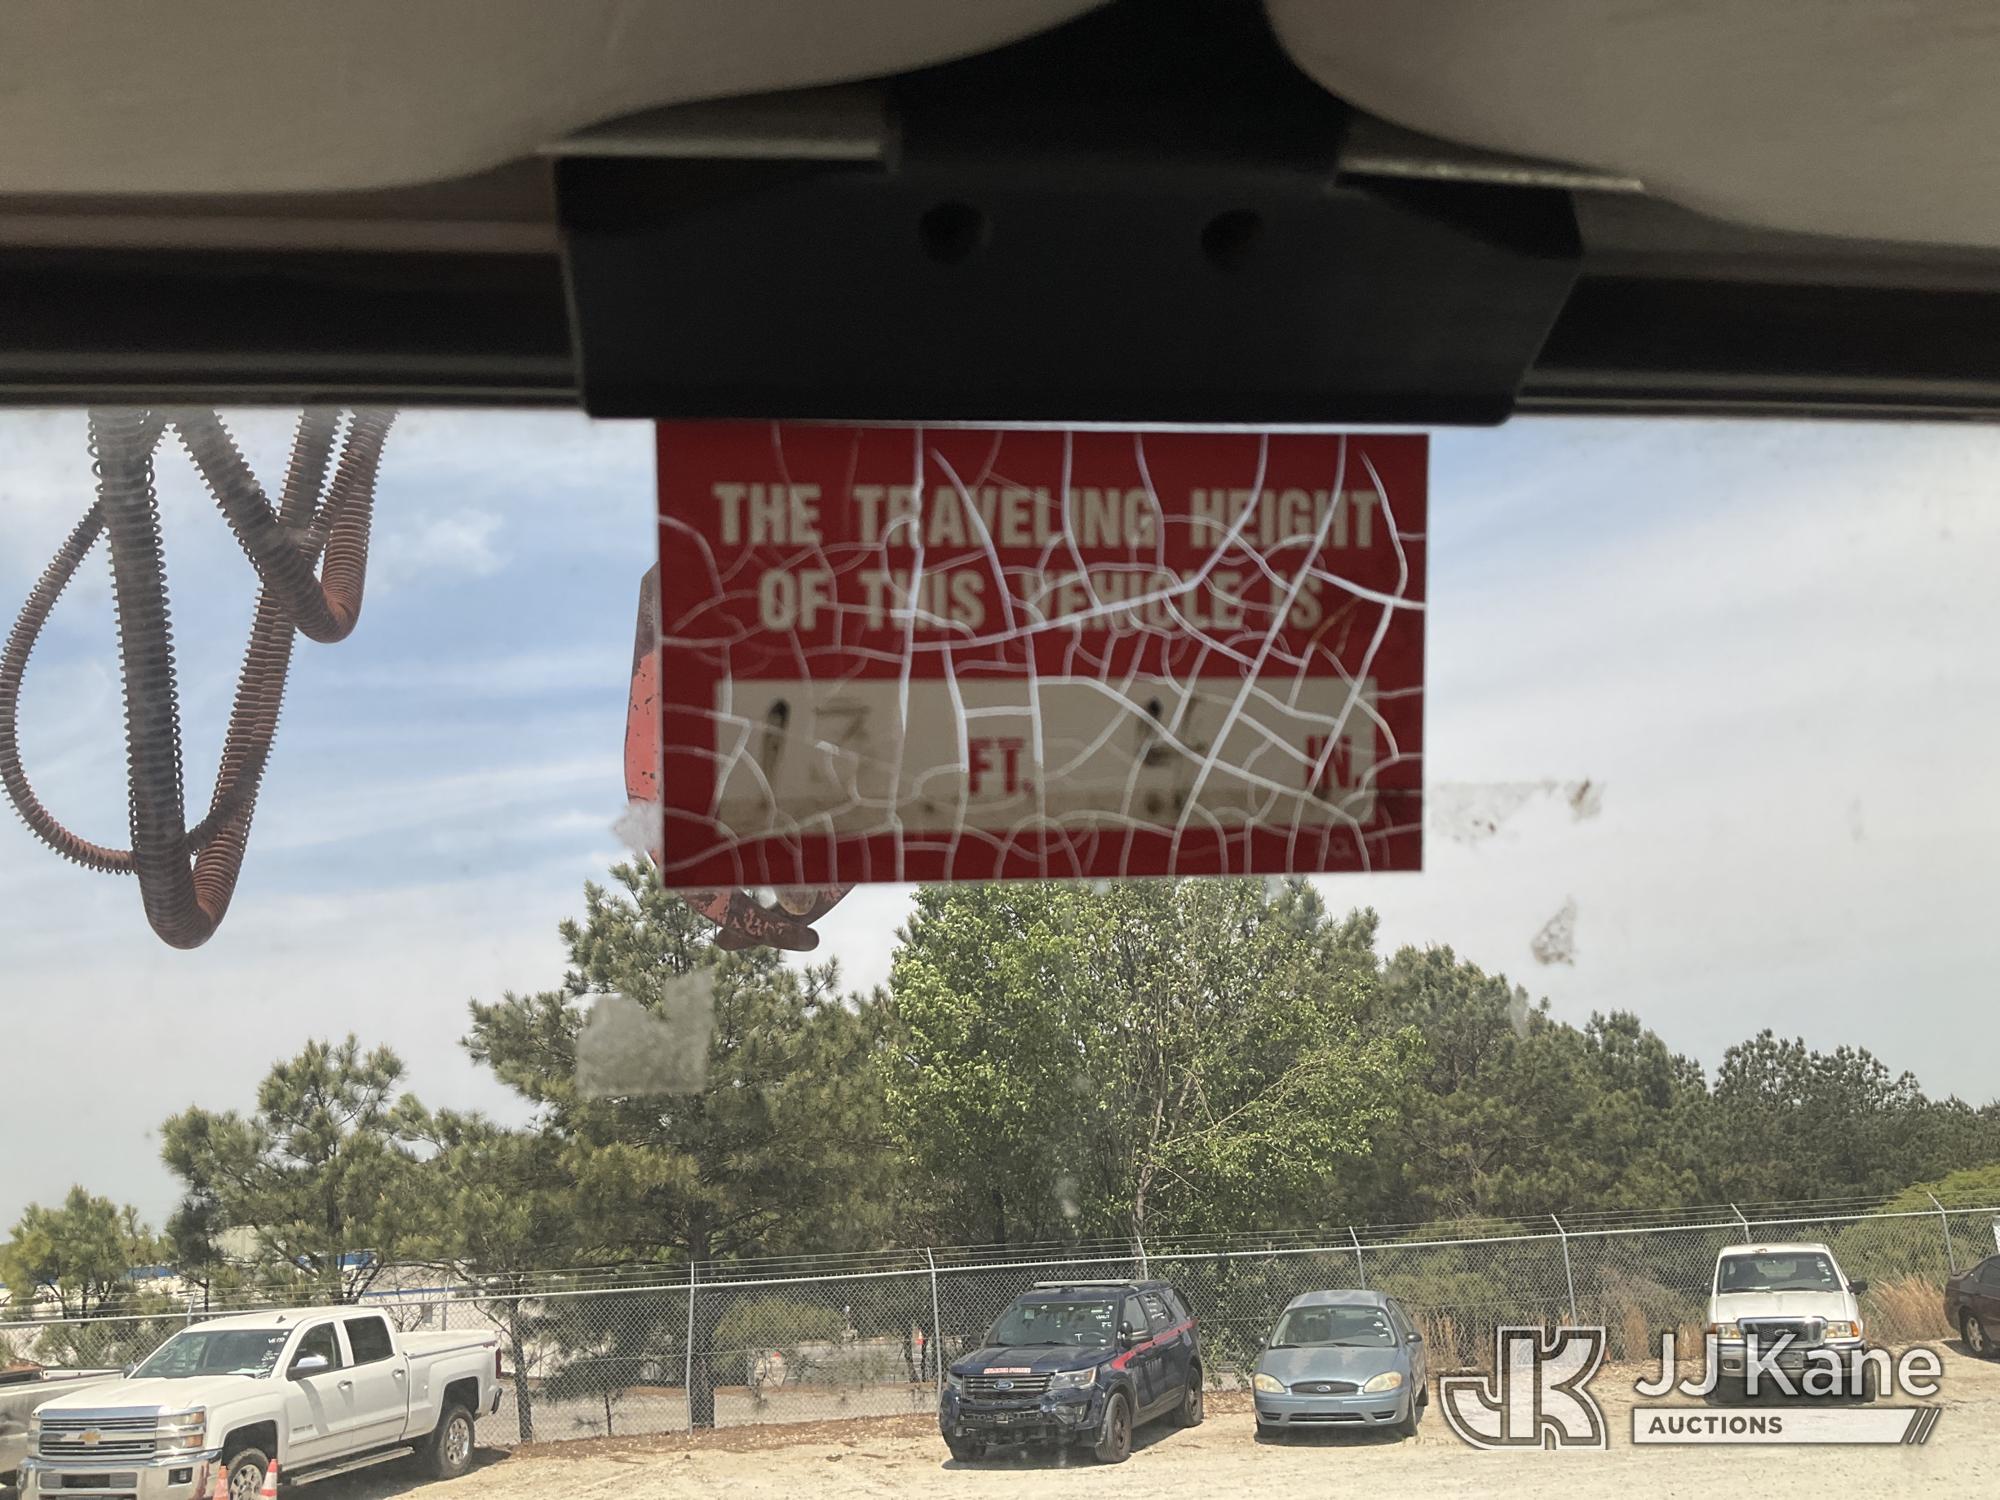 THE TRAVELING HEIGHT
OF THIS VEHICLE IS
13 FT. IN.
JJ Kane
AUCTIONS